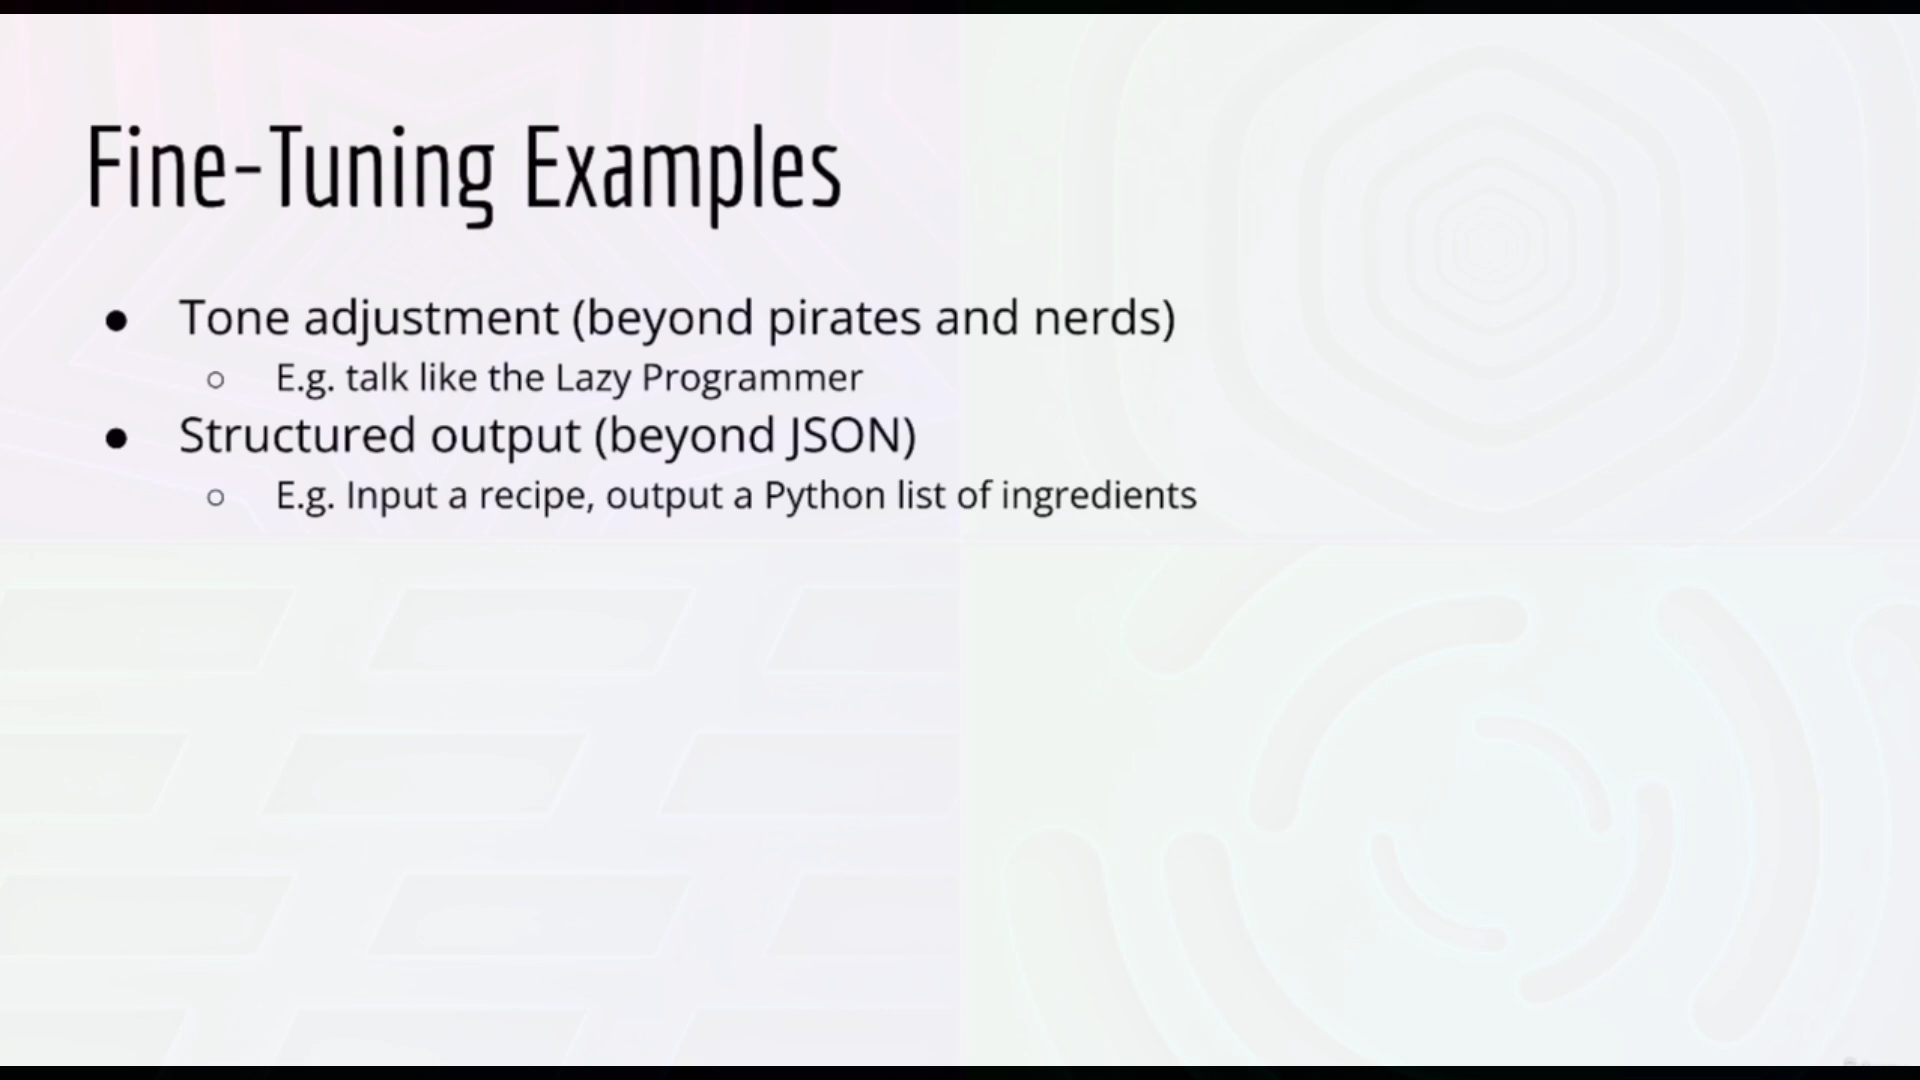 Fine-Tuning Examples
● Tone adjustment (beyond pirates and nerds)
○ E.g. talk like the Lazy Programmer
● Structured output (beyond JSON)
○ E.g. Input a recipe, output a Python list of ingredients